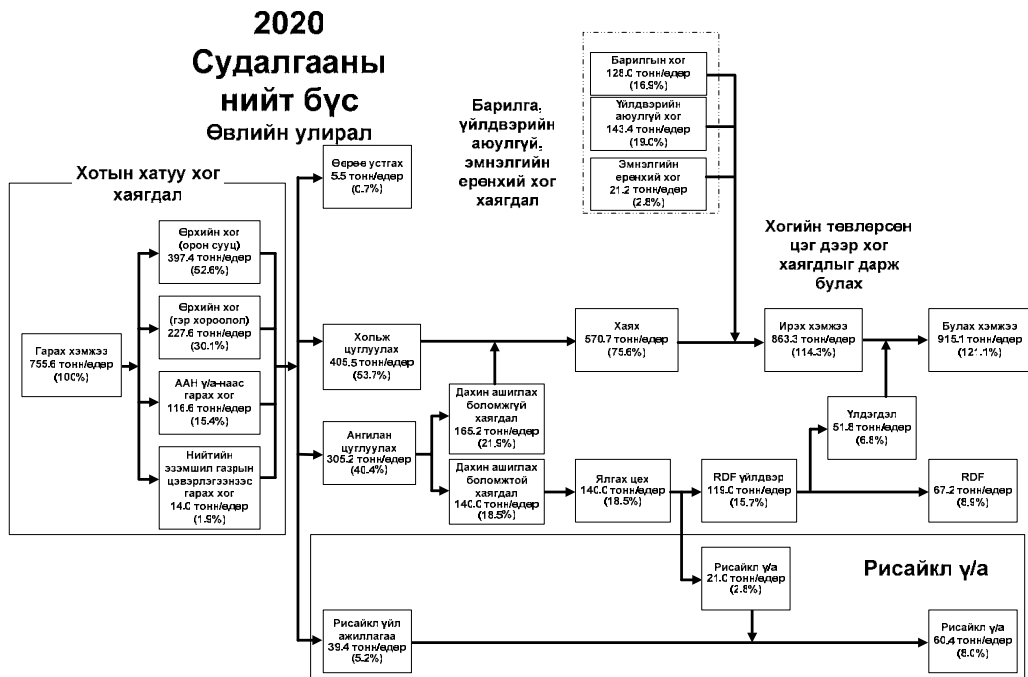 2020
Судалгааны
нийт бүс
Өвлийн улирал
Хотын хатуу хог
хаягдал
Гарах хэмжээ
755.6 тонн/өдөр
(100%)
Өрхийн хог
(орон сууц)
397.4 тонн/өдөр
(52.6%)
Өрхийн хог
(гэр хороолол)
227.6 тонн/өдөр
(30.1%)
ААН ү/а-наас
гарах хог
116.6 тонн/өдөр
(15.4%)
Нийтийн
эзэмшил газрын
цэвэрлэгээнээс
гарах хог
14.0 тонн/өдөр
(1.9%)
Өөрөө устгах
5.5 тонн/өдөр
(0.7%)
Хольж
цуглуулах
405.5 тонн/өдөр
(53.7%)
Ангилан
цуглуулах
305.2 тонн/өдөр
(40.4%)
Рисайкл үйл
ажиллагаа
39.4 тонн/өдөр
(5.2%)
Барилга,
үйлдвэрийн
аюулгүй,
эмнэлгийн
ерөнхий хог
хаягдал
Барилгын хог
128.0 тонн/өдөр
(16.9%)
Үйлдвэрийн
аюулгүй хог
143.4 тонн/өдөр
(19.0%)
Эмнэлгийн
ерөнхий хог
21.2 тонн/өдөр
(2.8%)
Дахин ашиглах
боломжгүй
хаягдал
165.2 тонн/өдөр
(21.9%)
Дахин ашиглах
боломжтой
хаягдал
140.0 тонн/өдөр
(18.5%)
Хаях
570.7 тонн/өдөр
(75.6%)
Ялгах цех
140.0 тонн/өдөр
(18.5%)
Хогийн төвлөрсөн
цэг дээр хог
хаягдлыг дарж
булах
Ирэх хэмжээ
863.3 тонн/өдөр
(114.3%)
Булах хэмжээ
915.1 тонн/өдөр
(121.1%)
Үлдэгдэл
51.8 тонн/өдөр
(6.8%)
RDF үйлдвэр
119.0 тонн/өдөр
(15.7%)
RDF
67.2 тонн/өдөр
(8.9%)
Рисайкл ү/а
Рисайкл ү/а
21.0 тонн/өдөр
(2.8%)
Рисайкл ү/а
60.4 тонн/өдөр
(8.0%)